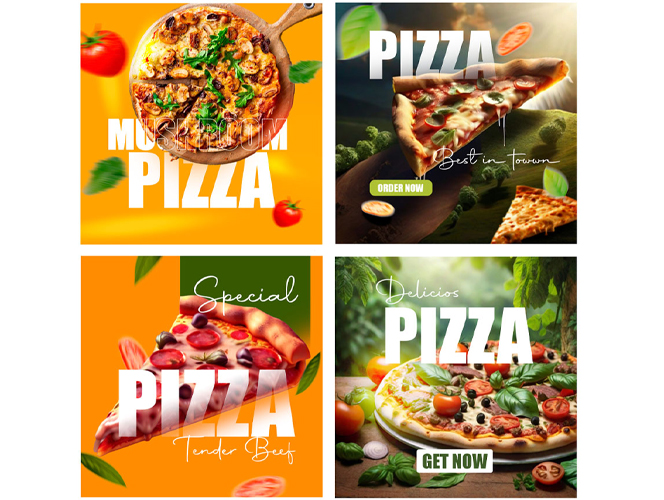 MUSHROOM
PIZZA
PIZZA
Best in towwn
ORDER NOW
Special
PIZZA
Tender Beef
Delicios
PIZZA
GET NOW